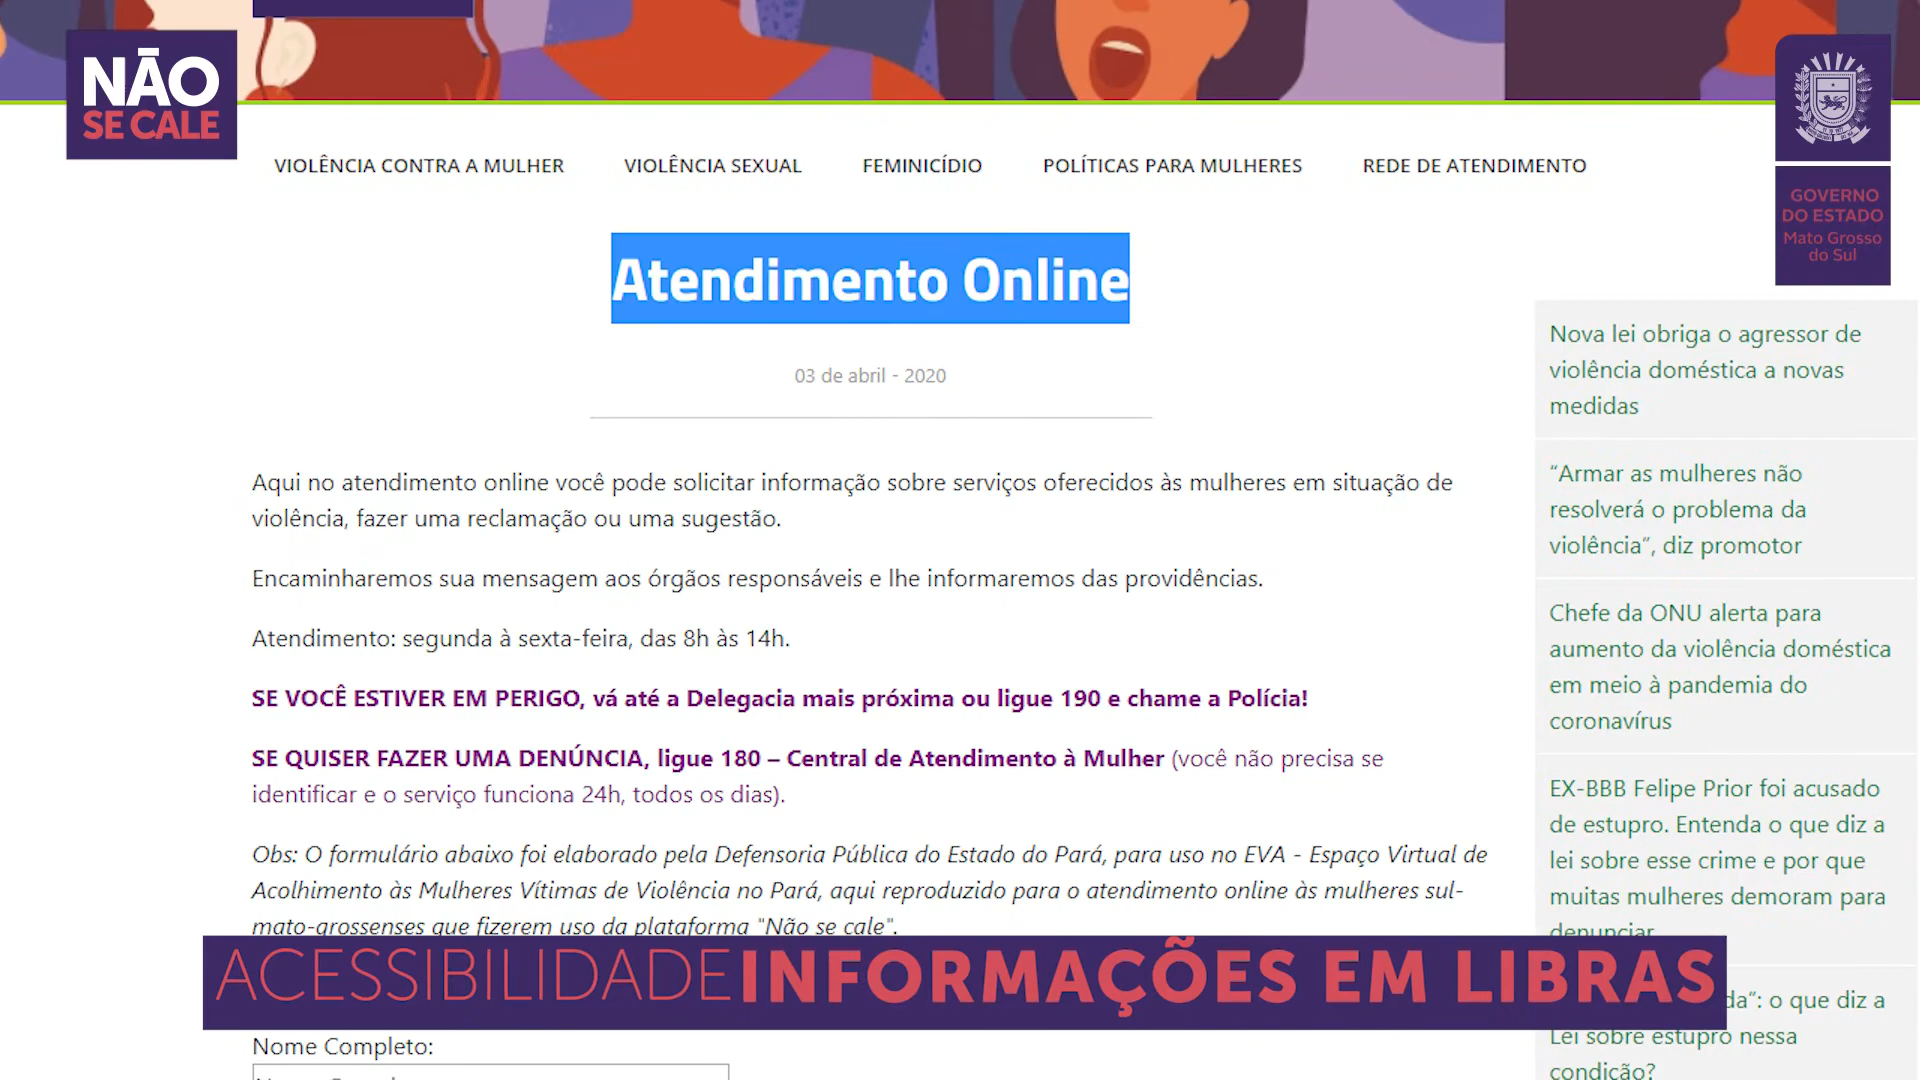 NÃO
SE CALE
GOVERNO
DO ESTADO
Mato Grosso
do Sul
VIOLÊNCIA CONTRA A MULHER VIOLÊNCIA SEXUAL FEMINICÍDIO POLÍTICAS PARA MULHERES REDE DE ATENDIMENTO
Atendimento Online
03 de abril - 2020
Aqui no atendimento online você pode solicitar informação sobre serviços oferecidos às mulheres em situação de
violência, fazer uma reclamação ou uma sugestão.
Encaminharemos sua mensagem aos órgãos responsáveis e lhe informaremos das providências.
Atendimento: segunda à sexta-feira, das 8h às 14h.
SE VOCÊ ESTIVER EM PERIGO, vá até a Delegacia mais próxima ou ligue 190 e chame a Polícia!
SE QUISER FAZER UMA DENÚNCIA, ligue 180 – Central de Atendimento à Mulher (você não precisa se
identificar e o serviço funciona 24h, todos os dias).
Obs: O formulário abaixo foi elaborado pela Defensoria Pública do Estado do Pará, para uso no EVA - Espaço Virtual de
Acolhimento às Mulheres Vítimas de Violência no Pará, aqui reproduzido para o atendimento online às mulheres sul-
mato-grossenses que fizerem uso da plataforma "Não se cale".
Nome Completo:
Nova lei obriga o agressor de
violência doméstica a novas
medidas
“Armar as mulheres não
resolverá o problema da
violência”, diz promotor
Chefe da ONU alerta para
aumento da violência doméstica
em meio à pandemia do
coronavírus
EX-BBB Felipe Prior foi acusado
de estupro. Entenda o que diz a
lei sobre esse crime e por que
muitas mulheres demoram para
denunciar
da”: o que diz a
Lei sobre estupro nessa
condição?
ACESSIBILIDADE INFORMAÇÕES EM LIBRAS